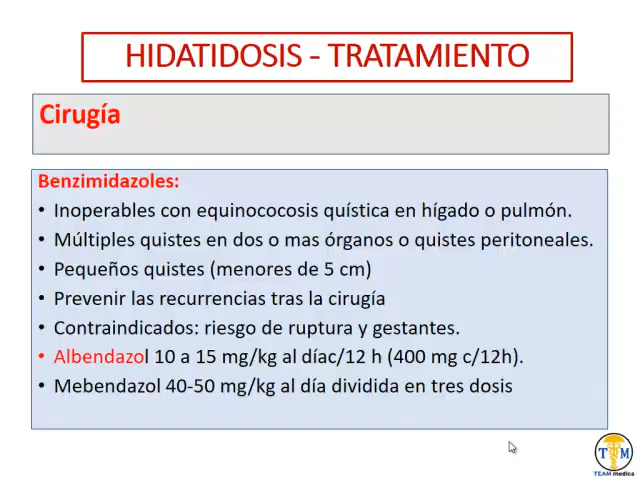 HIDATIDOSIS - TRATAMIENTO
Cirugía
Benzimidazoles:
• Inoperables con equinococosis quística en hígado o pulmón.
• Múltiples quistes en dos o mas órganos o quistes peritoneales.
• Pequeños quistes (menores de 5 cm)
• Prevenir las recurrencias tras la cirugía
• Contraindicados: riesgo de ruptura y gestantes.
• Albendazol 10 a 15 mg/kg al díac/12 h (400 mg c/12h).
• Mebendazol 40-50 mg/kg al día dividida en tres dosis
T M
TEAM medica